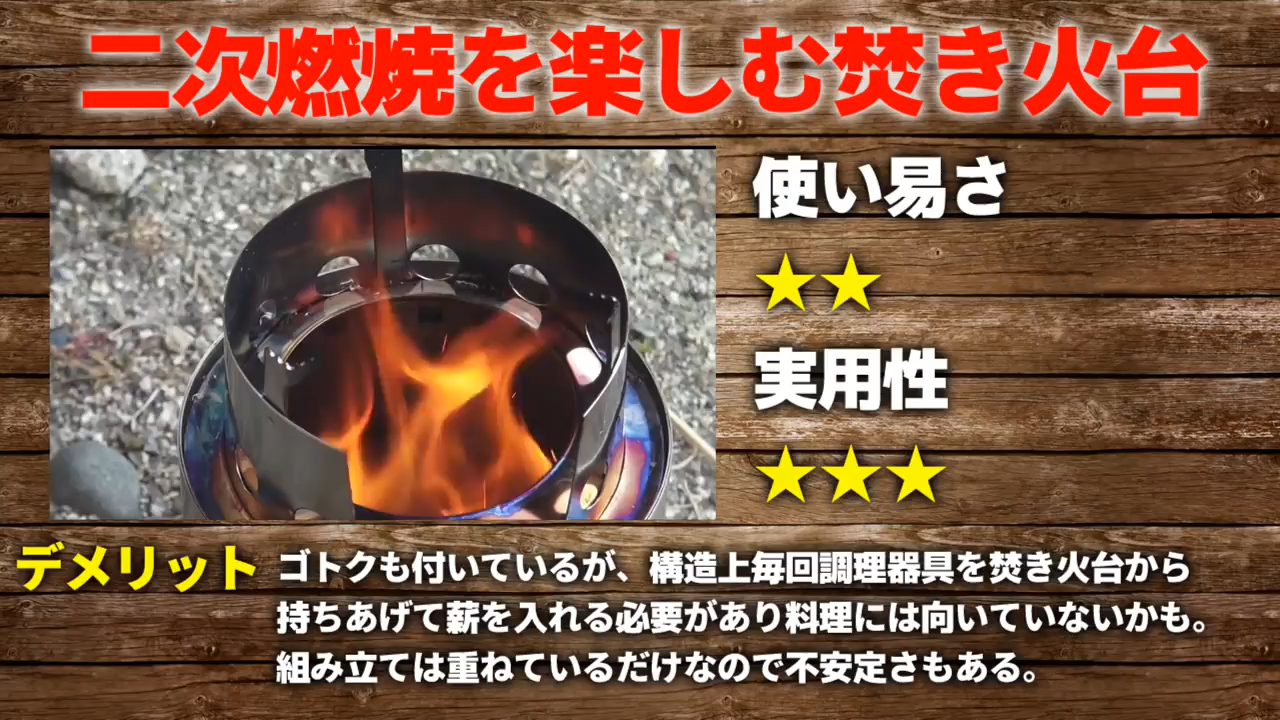 二次燃焼を楽しむ焚き火台
使い易さ
★★
実用性
★★★
デメリット
ゴトクも付いているが、構造上毎回調理器具を焚き火台から
持ちあげて薪を入れる必要があり料理には向いていないかも。
組み立ては重ねているだけなので不安定さもある。